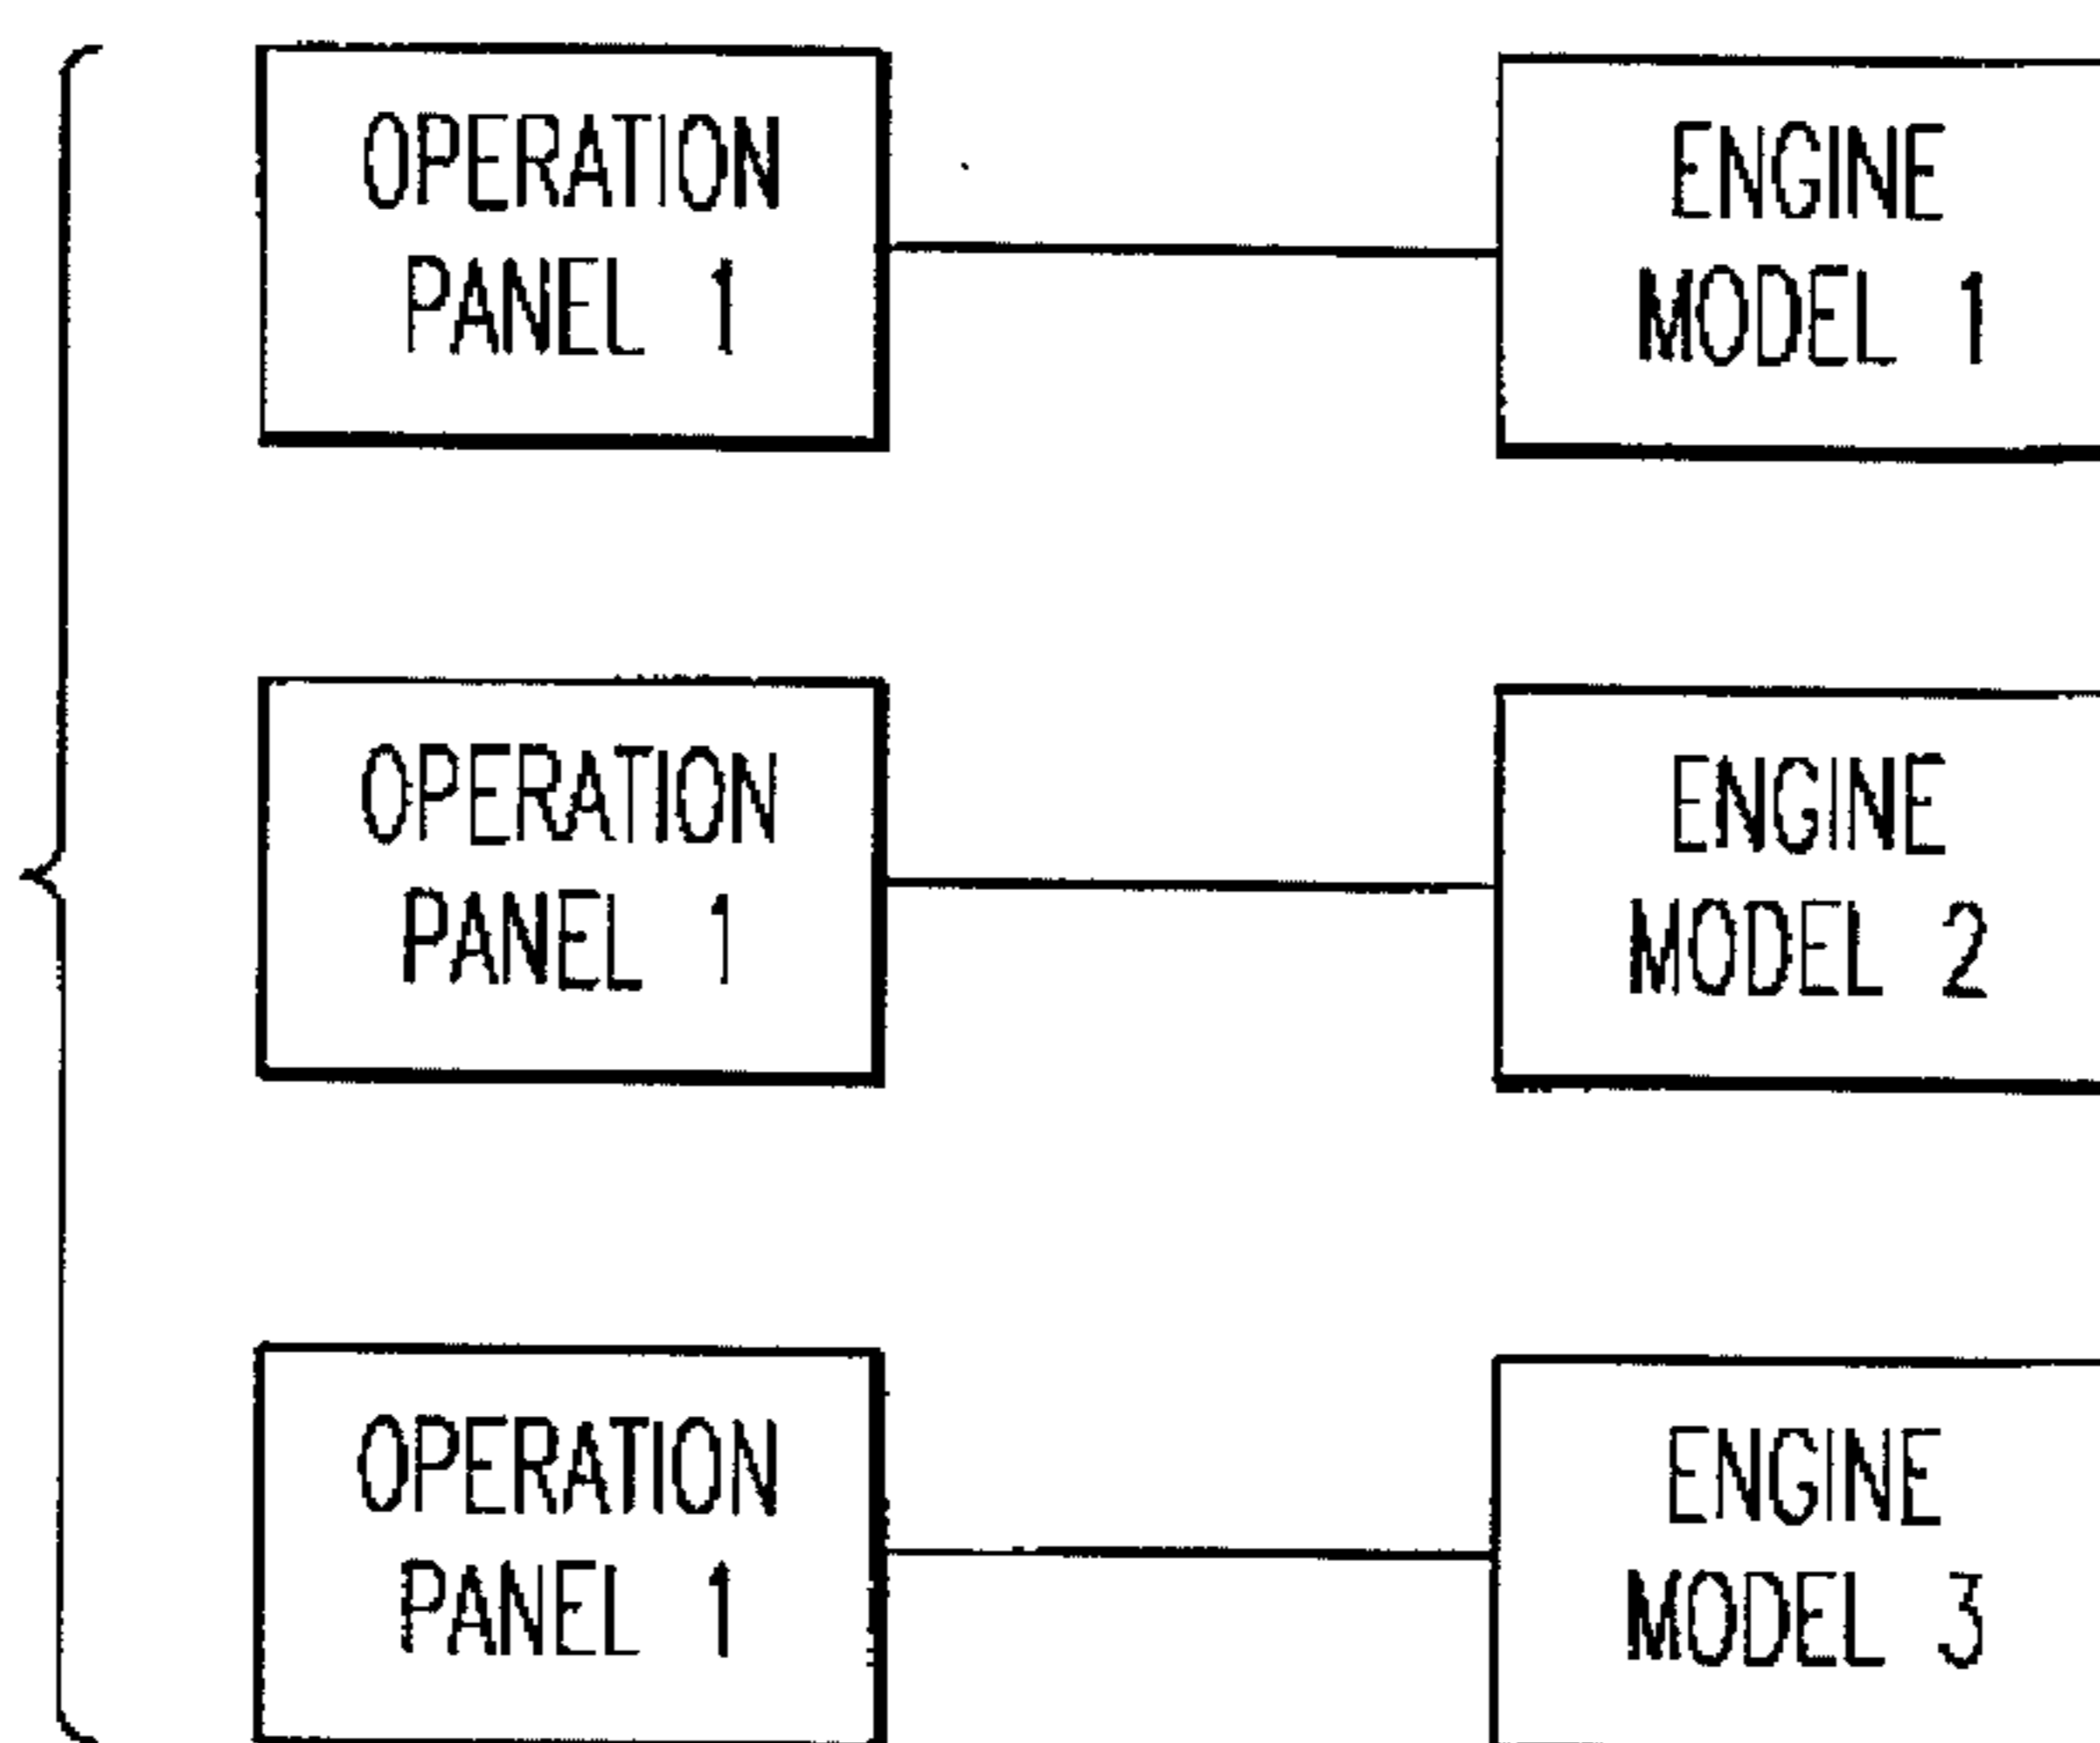 OPERATION
PANEL 1
ENGINE
MODEL 1
OPERATION
PANEL 1
ENGINE
MODEL 2
OPERATION
PANEL 1
ENGINE
MODEL 3